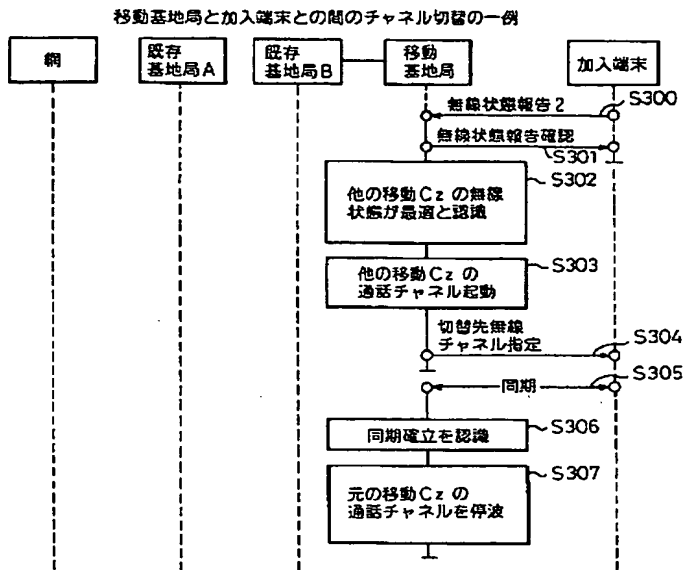 移動基地局と加入端末との間のチャネル切替の一例
網
既存
基地局A
既存
基地局B
移動
基地局
加入端末
無線状態報告2
S300
無線状態報告確認
S301
S302
他の移動Czの無線
状態が最適と認識
S303
他の移動Czの
通話チャネル起動
切替先無線
チャネル指定
S304
同期
S305
同期確立を認識
S306
S307
元の移動Czの
通話チャネルを停波